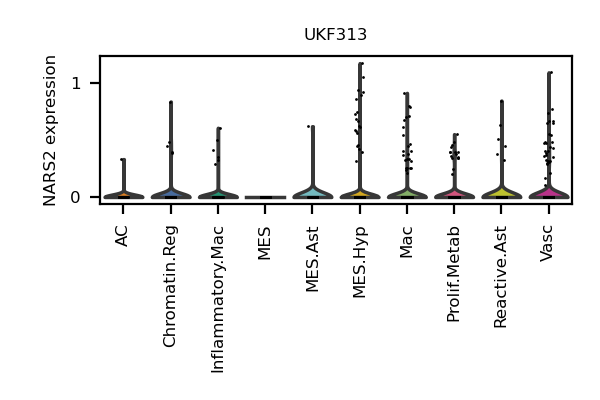 UKF313
NARS2 expression
1
0
AC
Chromatin.Reg
Inflammatory.Mac
MES
MES.Ast
MES.Hyp
Mac
Prolif.Metab
Reactive.Ast
Vasc